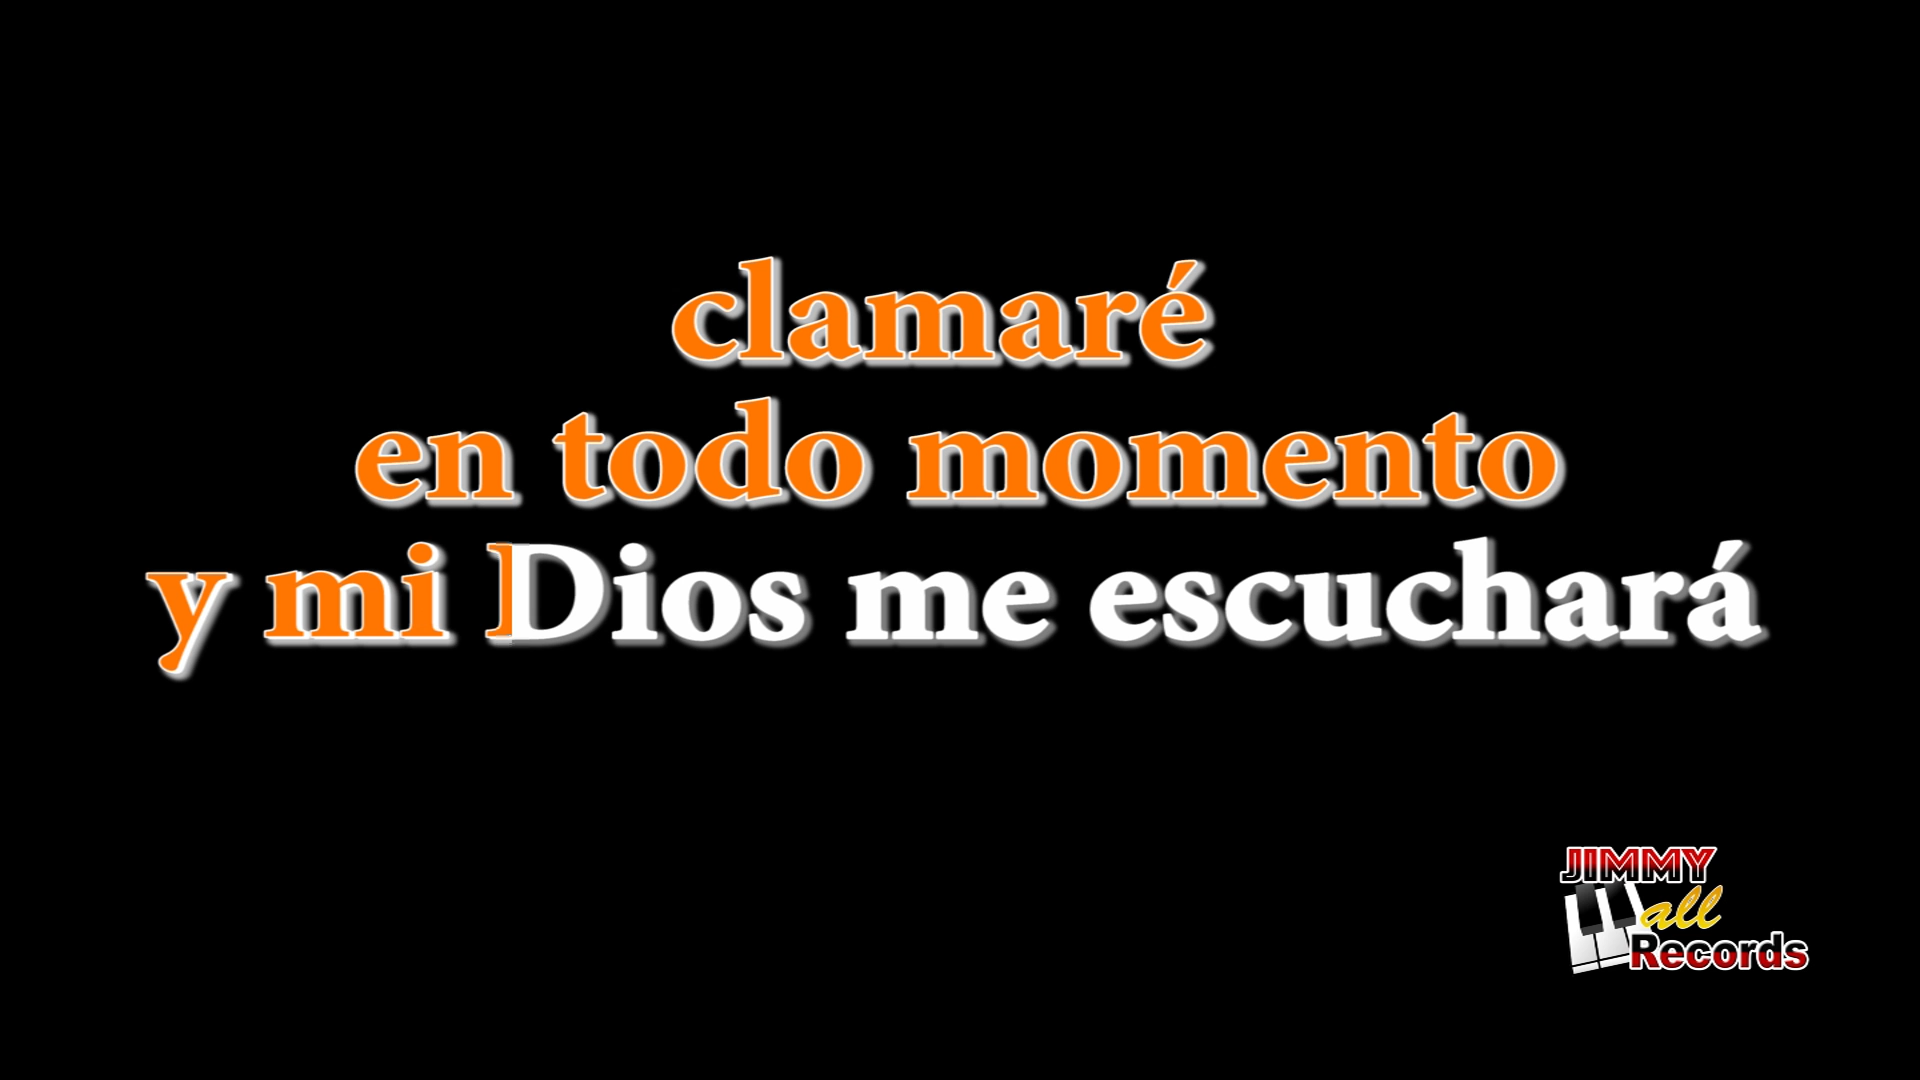 clamaré
en todo momento
y mi Dios me escuchará
JIMMY
all
Records